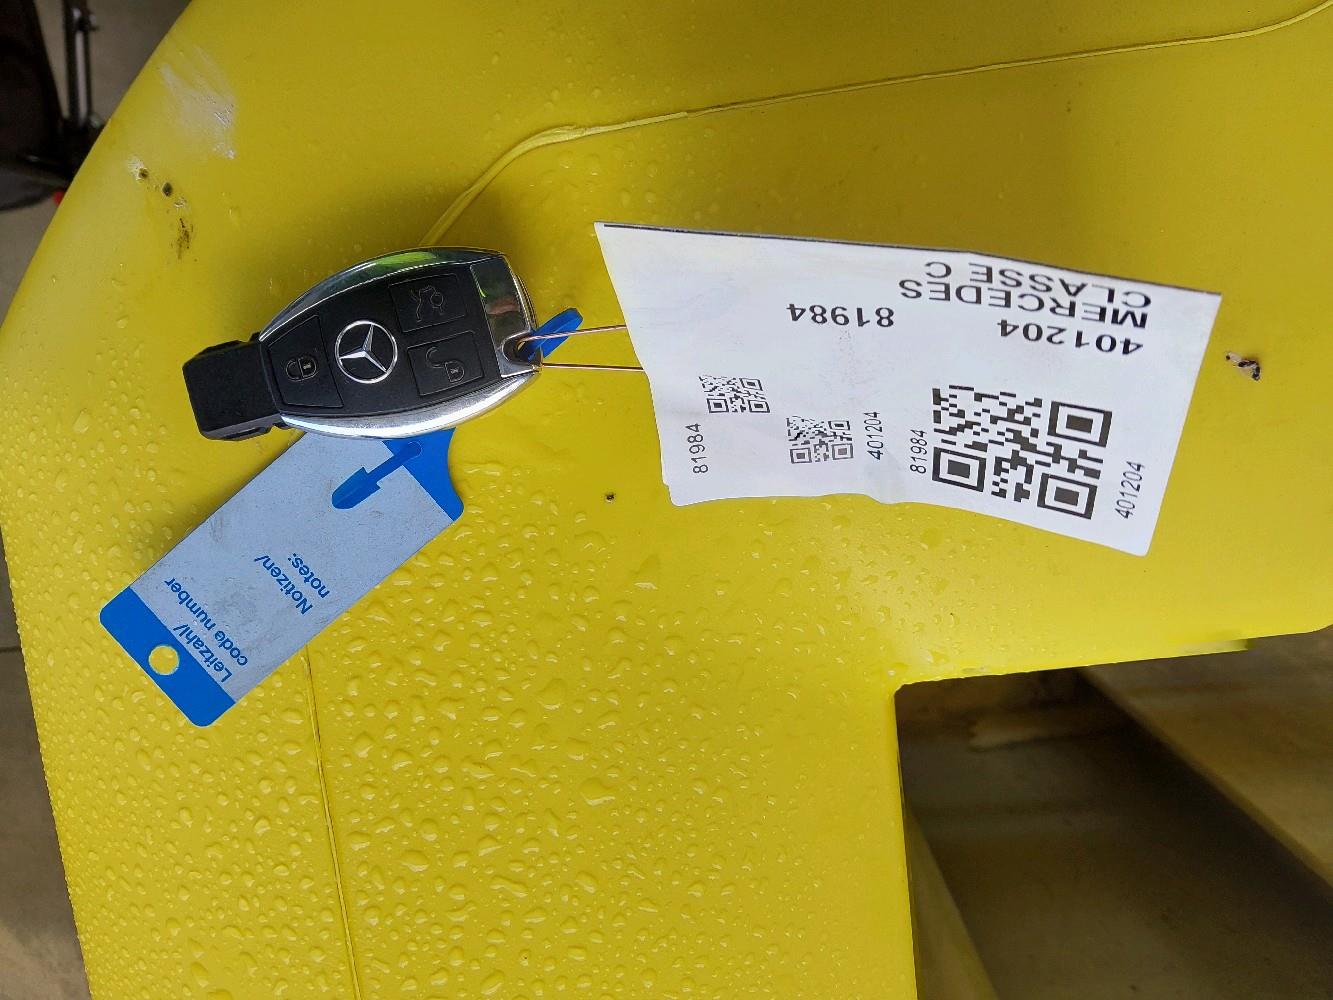 MERCEDES
CLASSE C
401204
81984
81984
401204
81984
401204
Notizen/
notes:
Leitzahl/
code number